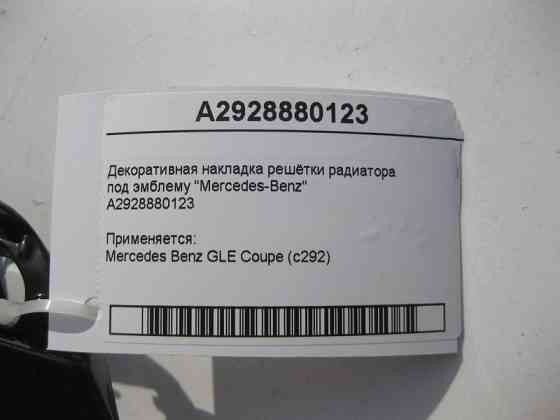 A2928880123
Декоративная накладка решётки радиатора
под эмблему "Mercedes-Benz"
A2928880123
Применяется:
Mercedes Benz GLE Coupe (c292)